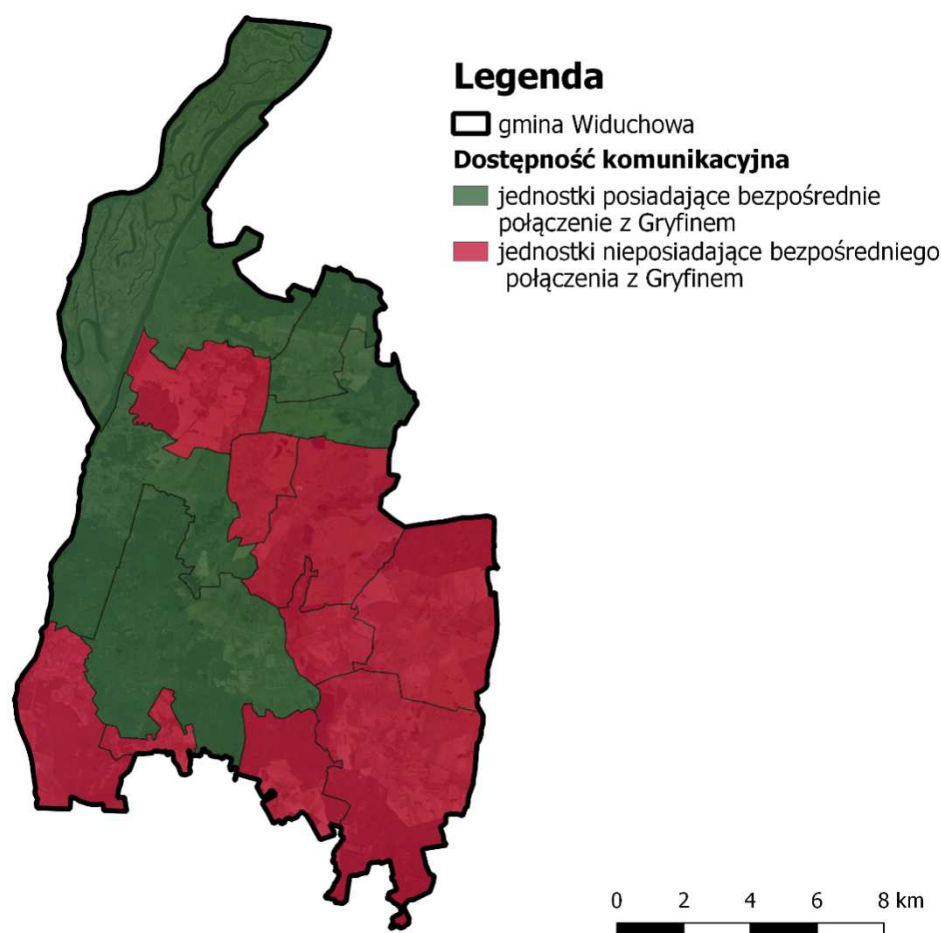 Legenda
gmina Widuchowa
Dostępność komunikacyjna
jednostki posiadające bezpośrednie
połączenie z Gryfinem
jednostki nieposiadające bezpośredniego
połączenia z Gryfinem
0 2 4 6 8 km